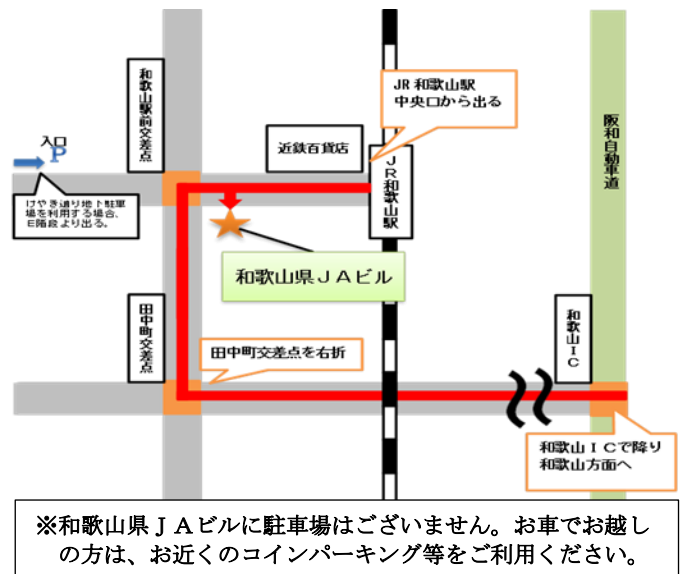 和歌山駅前交差点
JR 和歌山駅
中央口から出る
阪和自動車道
入口
P
近鉄百貨店
JR和歌山駅
けやき通り地下駐車
場を利用する場合、
E階段より出る。
和歌山県ＪＡビル
田中町交差点
和歌山ＩＣ
田中町交差点を右折
和歌山ＩＣで降り
和歌山方面へ
※和歌山県ＪＡビルに駐車場はございません。お車でお越し
の方は、お近くのコインパーキング等をご利用ください。